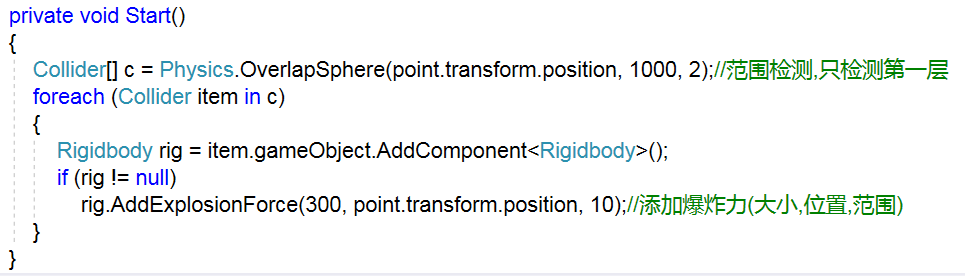 private void Start()
{
Collider[] c = Physics.OverlapSphere(point.transform.position, 1000, 2);//范围检测,只检测第一层
foreach (Collider item in c)
{
Rigidbody rig = item.gameObject.AddComponent<Rigidbody>();
if (rig != null)
rig.AddExplosionForce(300, point.transform.position, 10);//添加爆炸力(大小,位置,范围)
}
}